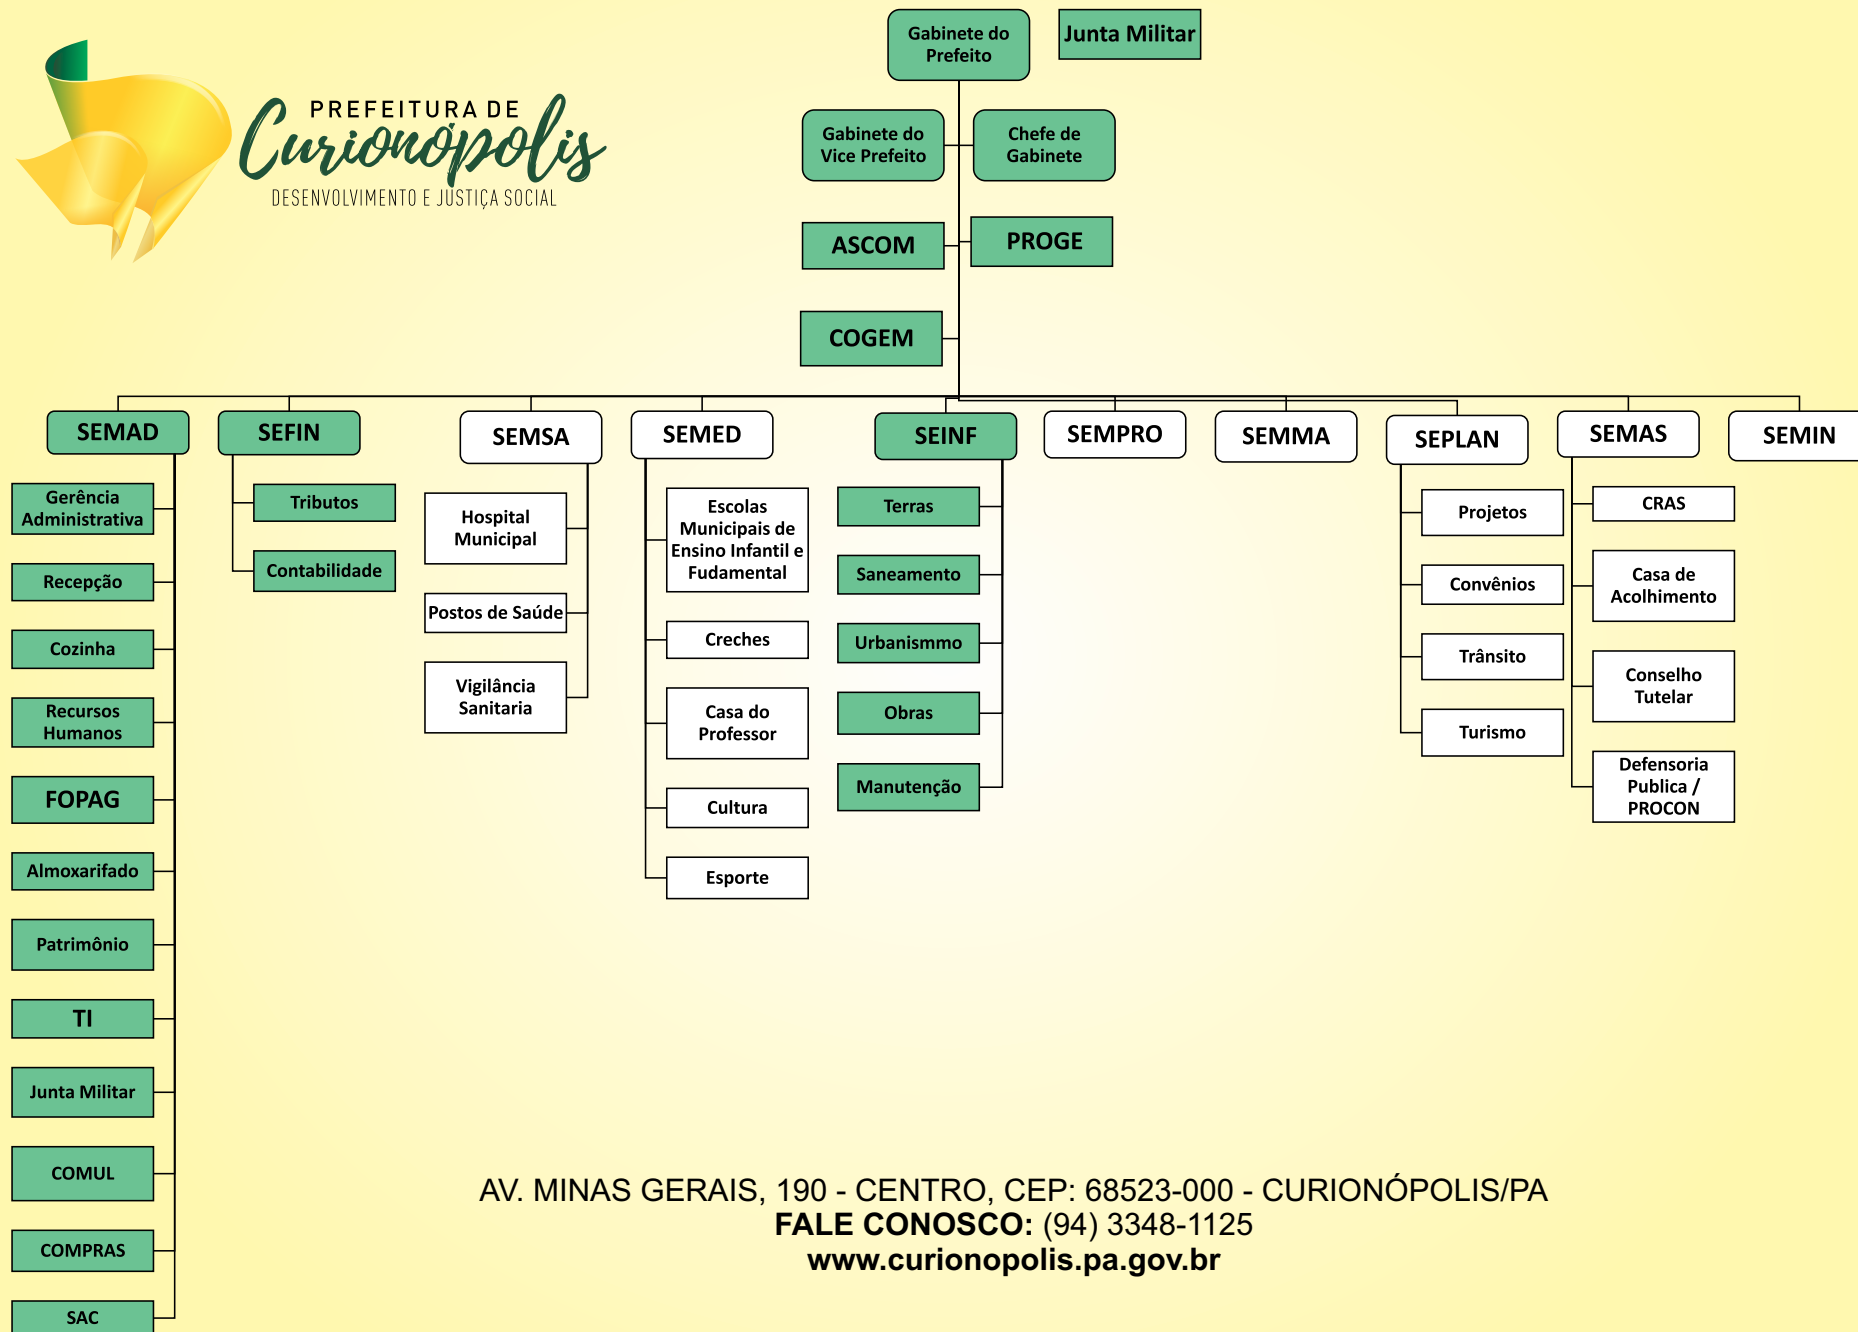 PREFEITURA DE
Curionópolis
DESENVOLVIMENTO E JUSTIÇA SOCIAL
Gabinete do
Prefeito
Junta Militar
Gabinete do
Vice Prefeito
Chefe de
Gabinete
ASCOM
PROGE
COGEM
SEMAD
SEFIN
SEMSA
SEMED
SEINF
SEMPRO
SEMMA
SEPLAN
SEMAS
SEMIN
Gerência
Administrativa
Recepção
Cozinha
Recursos
Humanos
FOPAG
Almoxarifado
Patrimônio
TI
Junta Militar
COMUL
COMPRAS
SAC
Tributos
Contabilidade
Hospital
Municipal
Postos de Saúde
Vigilância
Sanitaria
Escolas
Municipais de
Ensino Infantil e
Fudamental
Creches
Casa do
Professor
Cultura
Esporte
Terras
Saneamento
Urbanismmo
Obras
Manutenção
Projetos
Convênios
Trânsito
Turismo
CRAS
Casa de
Acolhimento
Conselho
Tutelar
Defensoria
Publica /
PROCON
AV. MINAS GERAIS, 190 - CENTRO, CEP: 68523-000 - CURIONÓPOLIS/PA
FALE CONOSCO: (94) 3348-1125
www.curionopolis.pa.gov.br